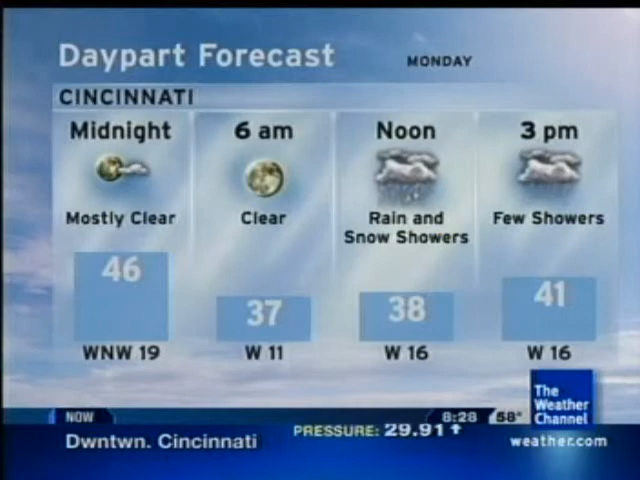 Daypart Forecast MONDAY
CINCINNATI
Midnight 6 am Noon 3 pm
Mostly Clear Clear Rain and Snow Showers Few Showers
46 37 38 41
WNW 19 W 11 W 16 W 16
The
Weather
Channel
NOW 8:28 58°
Dwntwn. Cincinnati PRESSURE: 29.91↑ weather.com